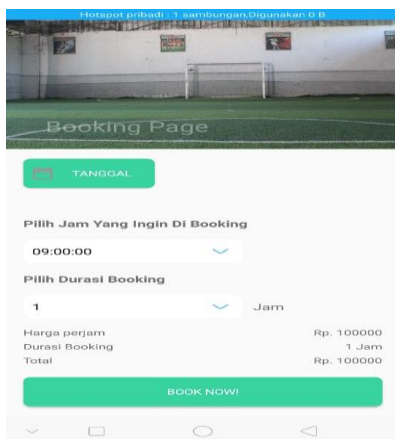 Hotspot pribadi : 1 sambungan,Digunakan 0 B
Booking Page
TANGGAL
Pilih Jam Yang Ingin Di Booking
09:00:00
Pilih Durasi Booking
1 Jam
Harga perjam Rp. 100000
Durasi Booking 1 Jam
Total Rp. 100000
BOOK NOW!